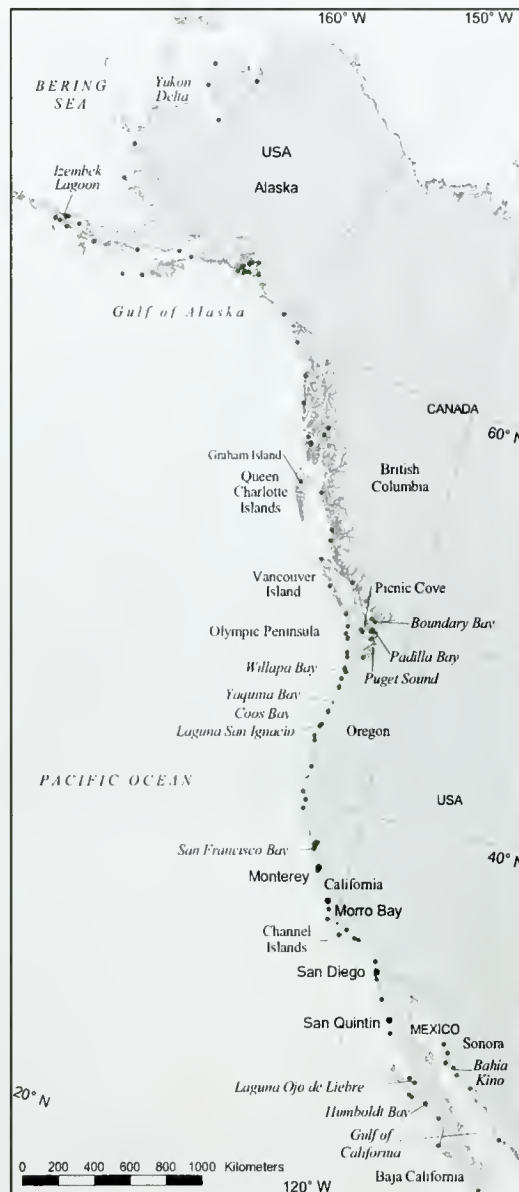 160° W
150° W
BERING
SEA
Yukon
Delta
USA
Alaska
Izembek
Lagoon
Gulf of Alaska
CANADA
60° N
Graham Island
Queen
Charlotte
Islands
British
Columbia
Vancouver
Island
Picnic Cove
Boundary Bay
Olympic Peninsula
Padilla Bay
Willapa Bay
Puget Sound
Yaquina Bay
Coos Bay
Laguna San Ignacio
Oregon
PACIFIC OCEAN
USA
San Francisco Bay
40° N
Monterey
California
Morro Bay
Channel
Islands
San Diego
San Quintin
MEXICO
Sonora
Bahia
Kino
Laguna Ojo de Liebre
20° N
Humboldt Bay
Gulf of
California
Baja California
0 200 400 600 800 1000 Kilometers
120° W